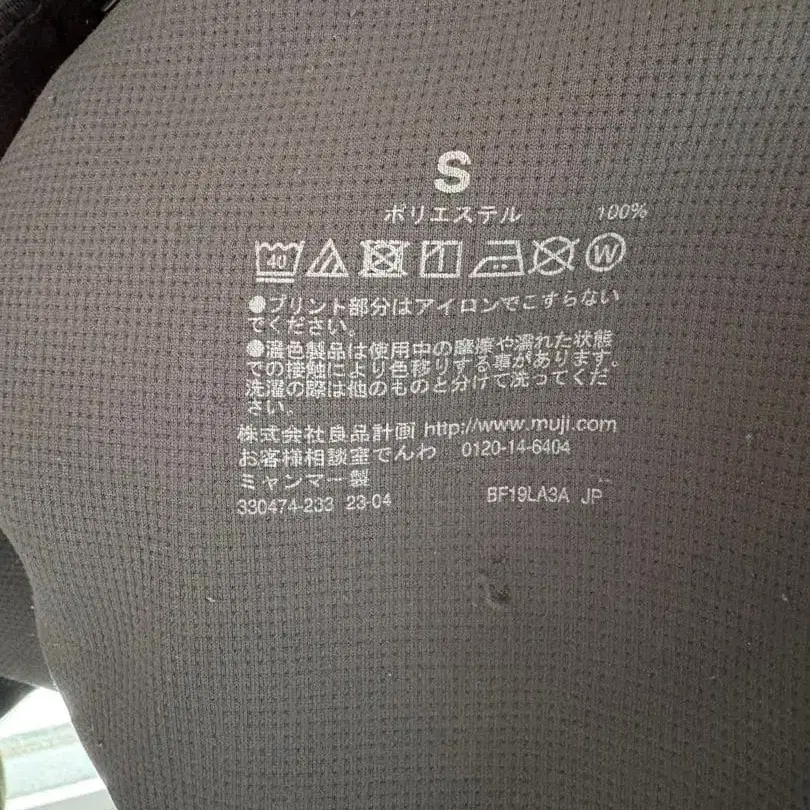 S
ポリエステル 100%
40
W
●プリント部分はアイロンでこすらない
でください。
●濃色製品は使用中の摩擦や濡れた状態
での接触により色移りする事があります。
洗濯の際は他のものと分けて洗ってくだ
さい。
株式会社良品計画 http://www.muji.com
お客様相談室でんわ 0120-14-6404
ミャンマー製
330474-233 23-04 BF19LA3A JP